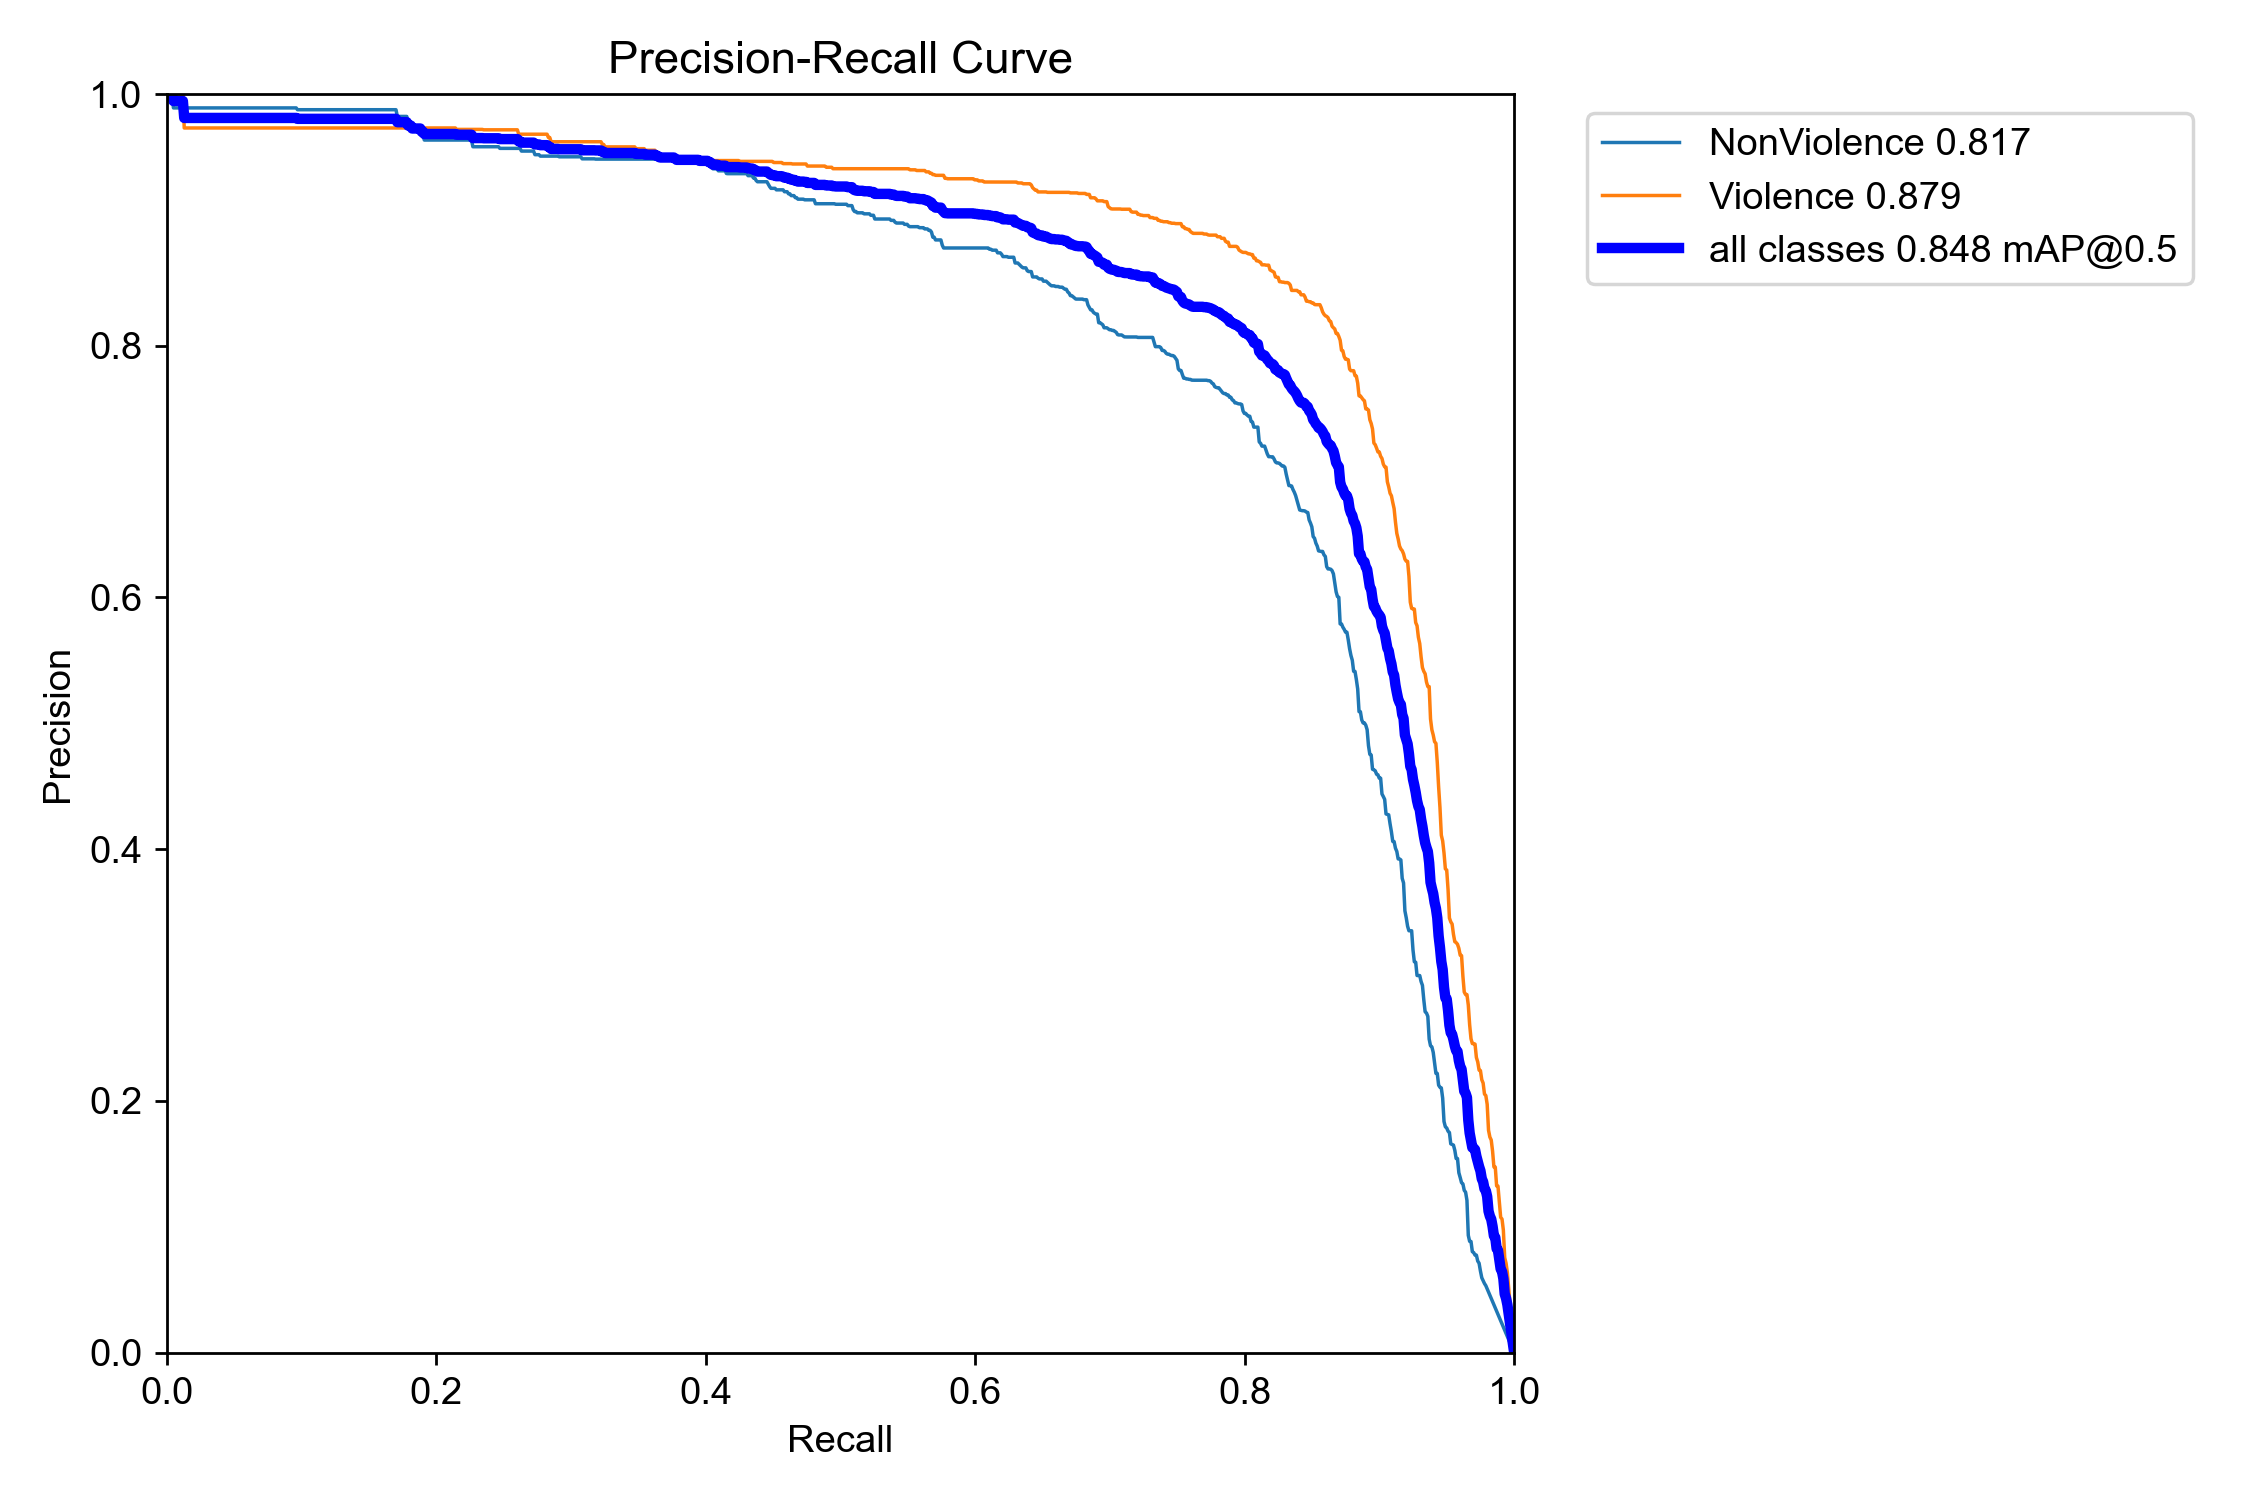 Precision-Recall Curve
NonViolence 0.817
Violence 0.879
all classes 0.848 mAP@0.5
1.0
0.8
0.6
0.4
0.2
0.0
Precision
0.0 0.2 0.4 0.6 0.8 1.0
Recall